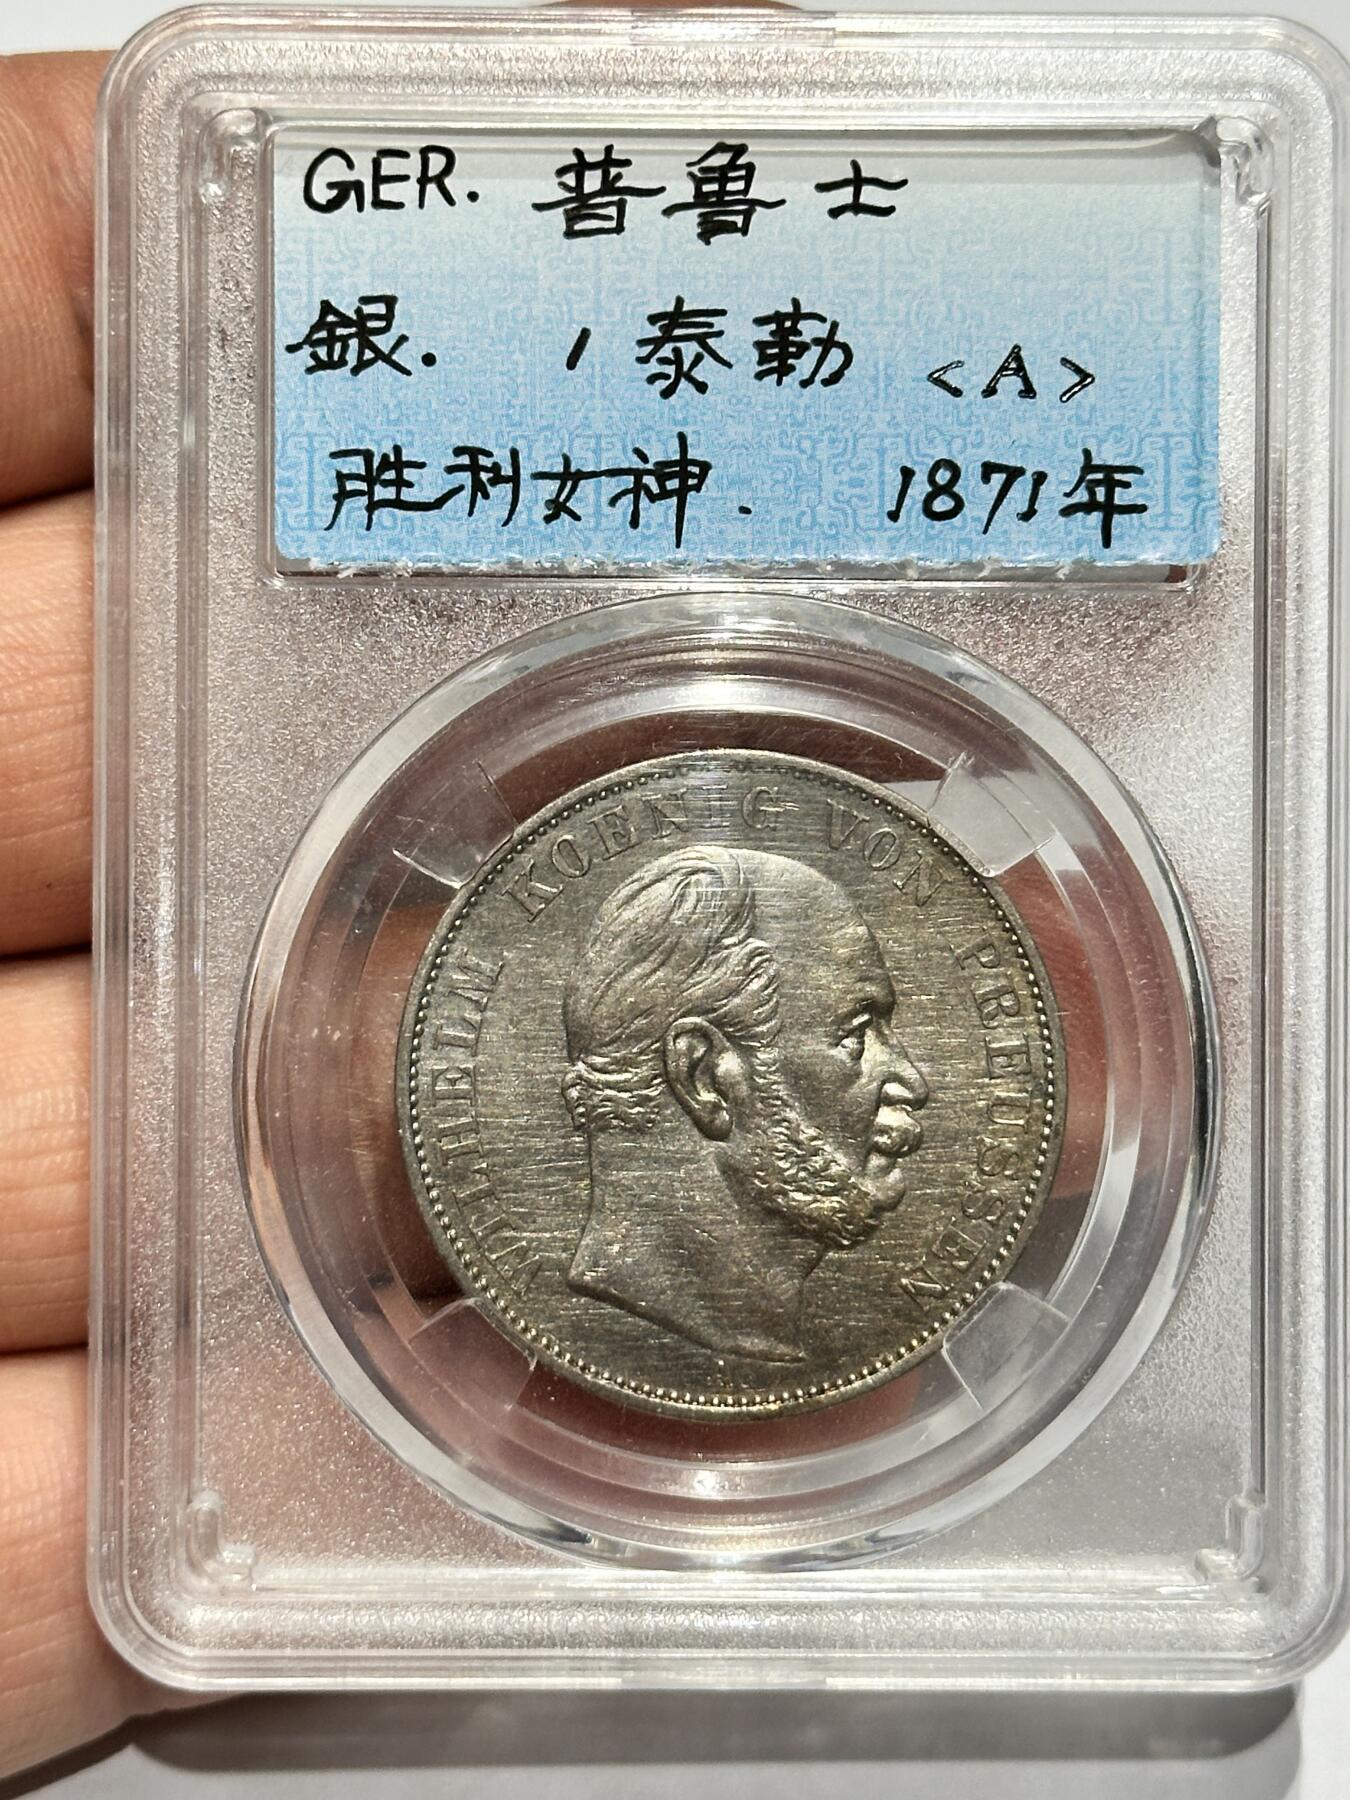 GER. 普魯士
銀. 1泰勒 <A>
胜利女神. 1871年
WILHELM KOENIG VON PREUSSEN
A